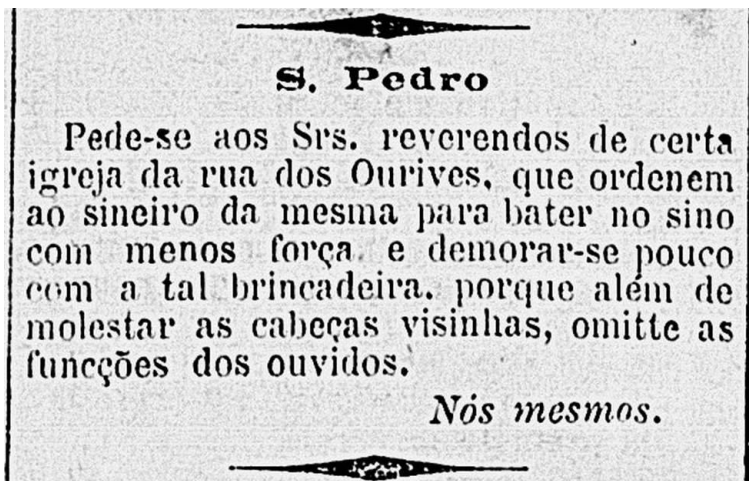 S. Pedro
Pede-se aos Srs. reverendos de certa
igreja da rua dos Ourives, que ordenem
ao sineiro da mesma para bater no sino
com menos força e demorar-se pouco
com a tal brincadeira. porque além de
molestar as cabeças visinhas, omitte as
funcções dos ouvidos.
Nós mesmos.